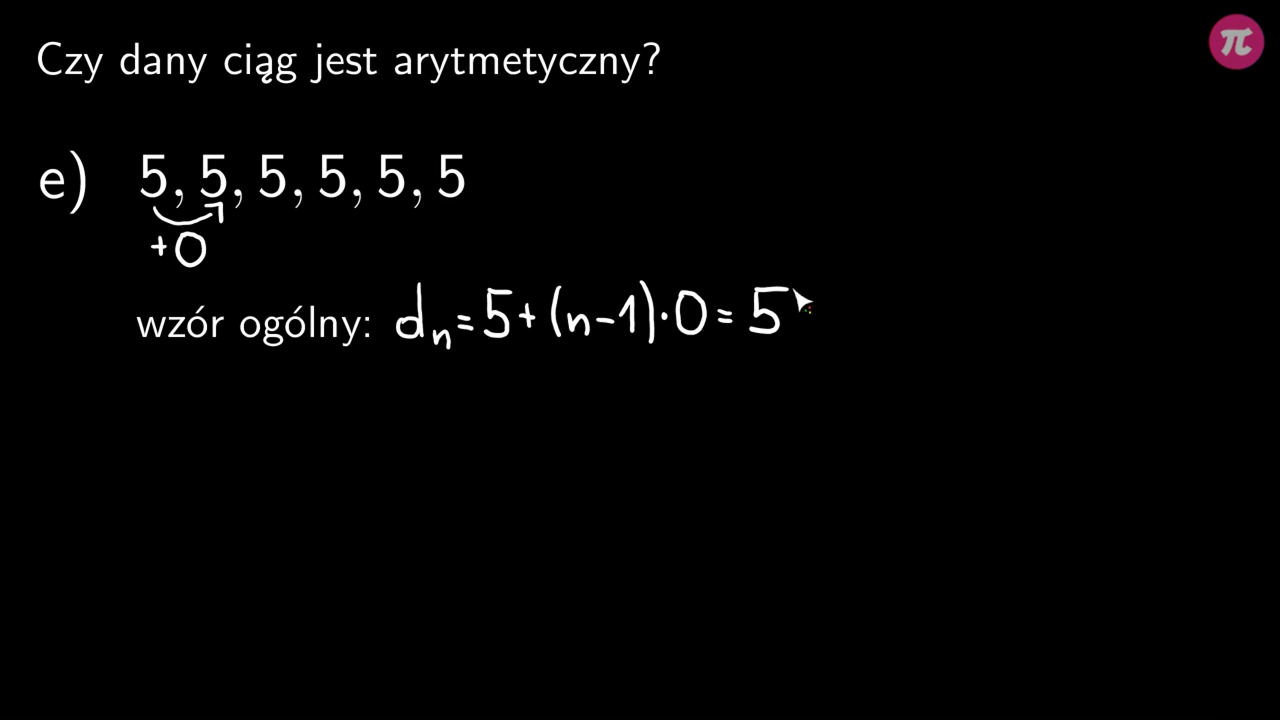 Czy dany ciąg jest arytmetyczny?
π
e) 5, 5, 5, 5, 5, 5
+0
wzór ogólny: dₙ = 5 + (n-1)·0 = 5